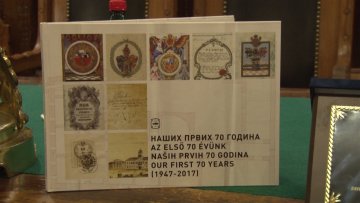 НАШИХ ПРВИХ 70 ГОДИНА
AZ ELSŐ 70 ÉVÜNK
NAŠIH PRVIH 70 GODINA
OUR FIRST 70 YEARS
(1947-2017)